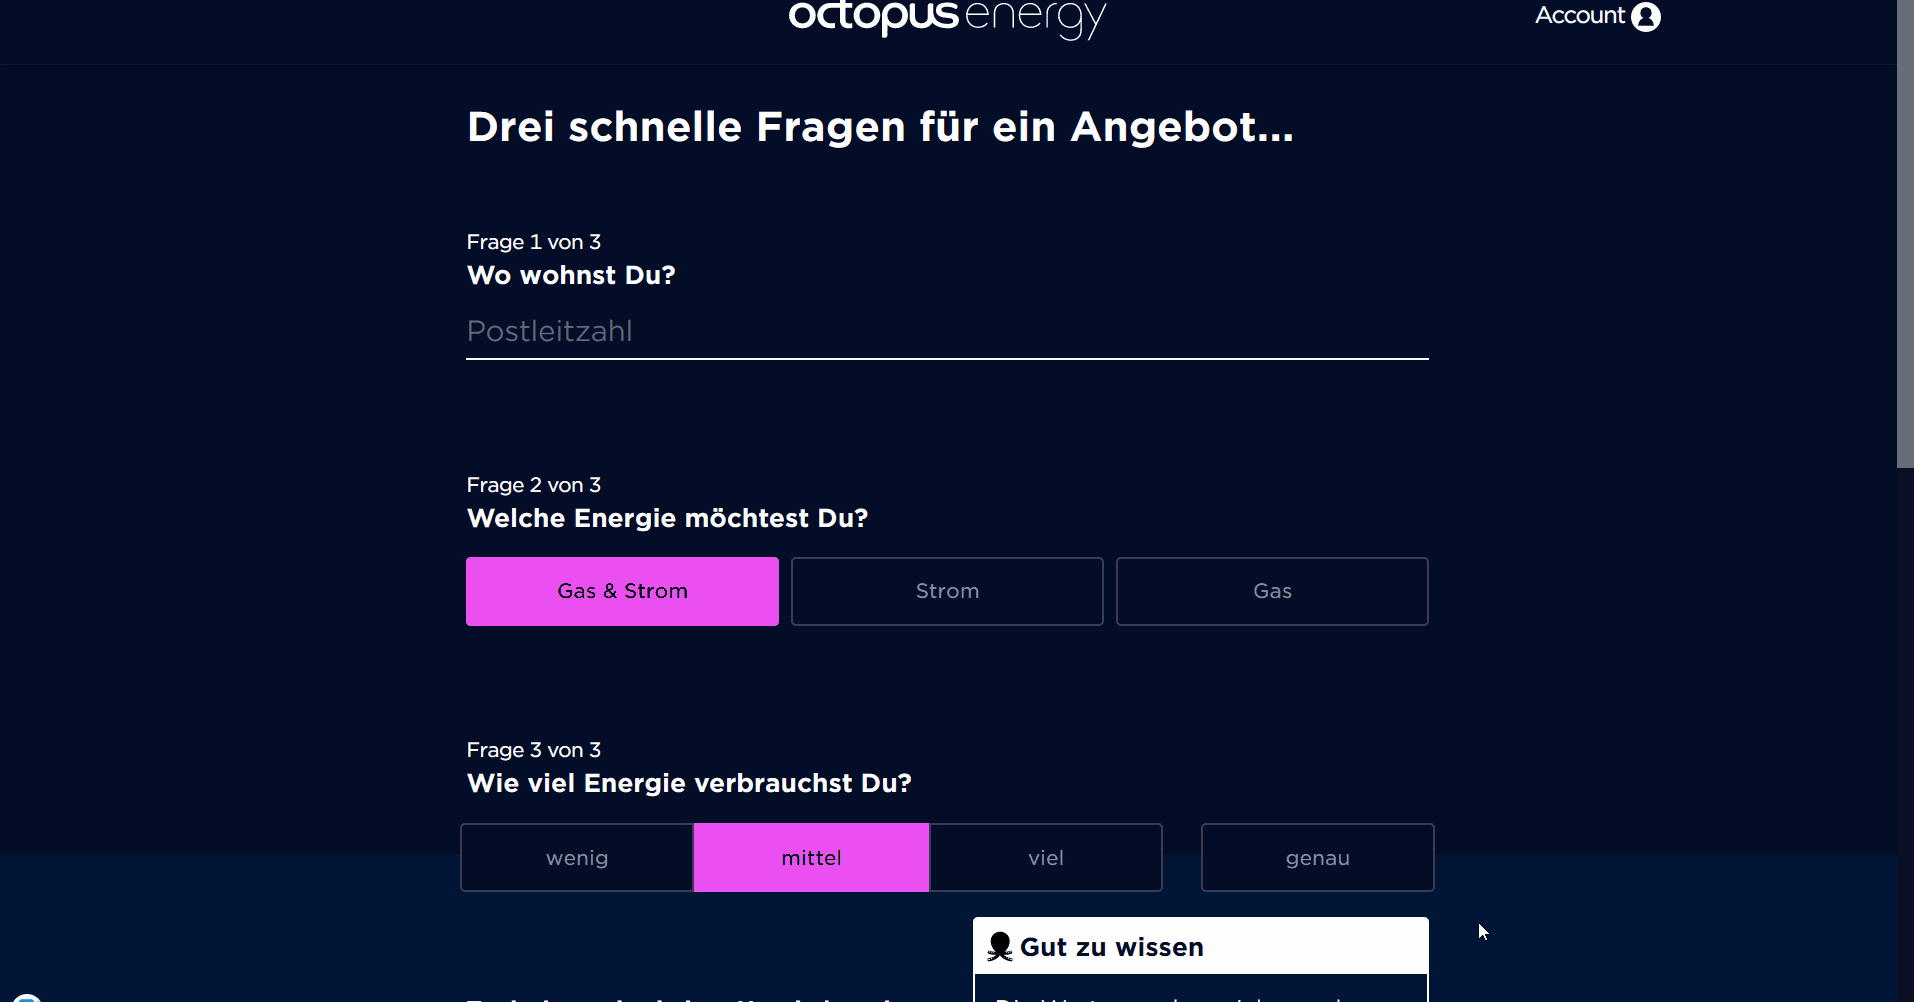 octopus energy
Account
Drei schnelle Fragen für ein Angebot...
Frage 1 von 3
Wo wohnst Du?
Postleitzahl
Frage 2 von 3
Welche Energie möchtest Du?
Gas & Strom
Strom
Gas
Frage 3 von 3
Wie viel Energie verbrauchst Du?
wenig
mittel
viel
genau
Gut zu wissen